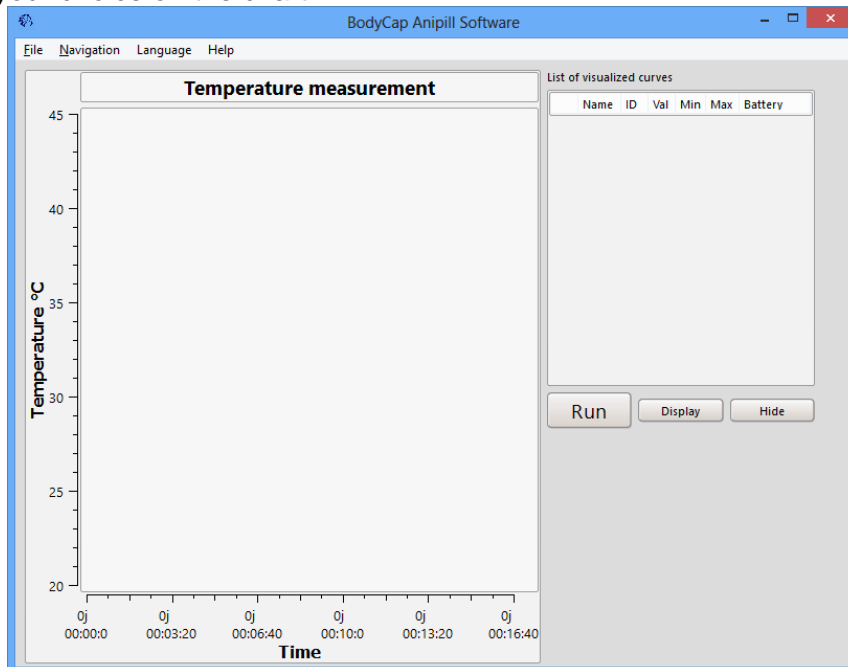 BodyCap Anipill Software
File Navigation Language Help
Temperature measurement
List of visualized curves
Name ID Val Min Max Battery
45
40
35
30
25
20
Temperature °C
Run Display Hide
0j 0j 0j 0j 0j 0j
00:00:0 00:03:20 00:06:40 00:10:0 00:13:20 00:16:40
Time